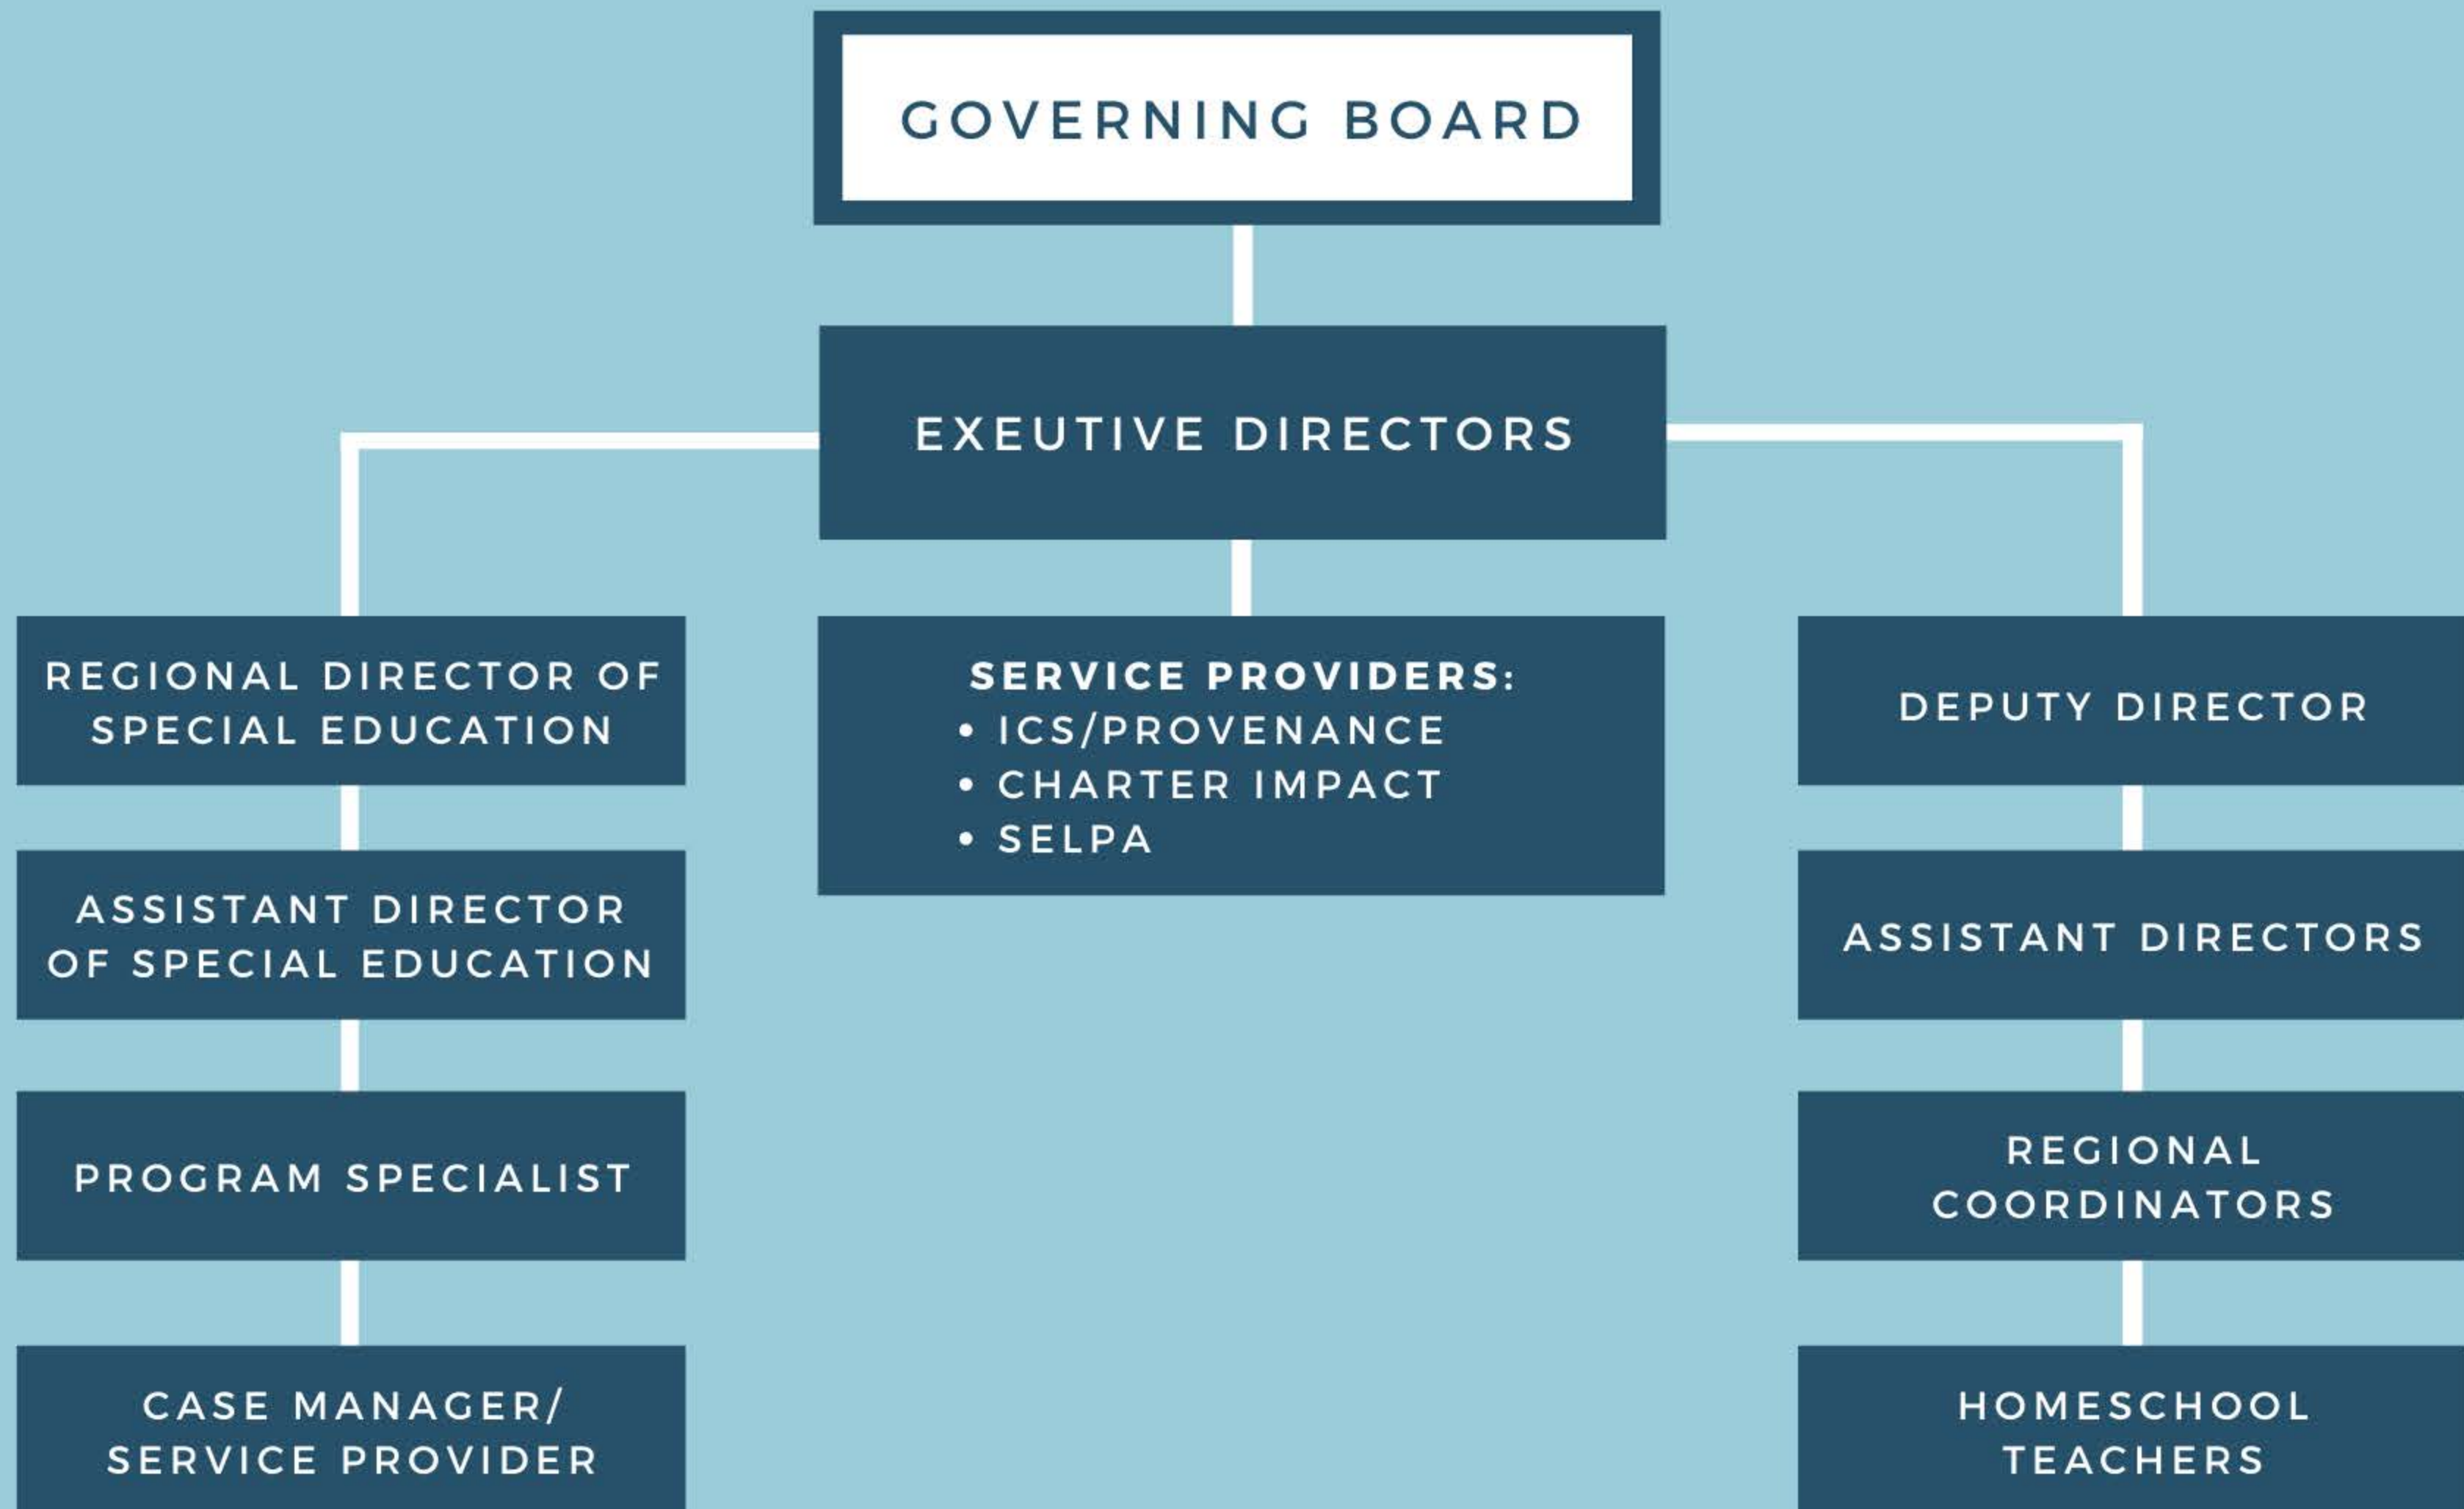 GOVERNING BOARD
EXEUTIVE DIRECTORS
REGIONAL DIRECTOR OF
SPECIAL EDUCATION
ASSISTANT DIRECTOR
OF SPECIAL EDUCATION
PROGRAM SPECIALIST
CASE MANAGER/
SERVICE PROVIDER
SERVICE PROVIDERS:
• ICS/PROVENANCE
• CHARTER IMPACT
• SELPA
DEPUTY DIRECTOR
ASSISTANT DIRECTORS
REGIONAL
COORDINATORS
HOMESCHOOL
TEACHERS